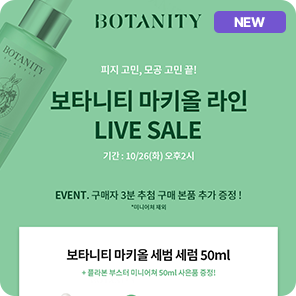 BOTANITY
NEW
BOTANITY
피지 고민, 모공 고민 끝!
보타니티 마키올 라인
LIVE SALE
기간 : 10/26(화) 오후2시
EVENT. 구매자 3분 추첨 구매 본품 추가 증정 !
*미니어쳐 제외
보타니티 마키올 세범 세럼 50ml
+ 플라본 부스터 미니어쳐 50ml 사은품 증정!